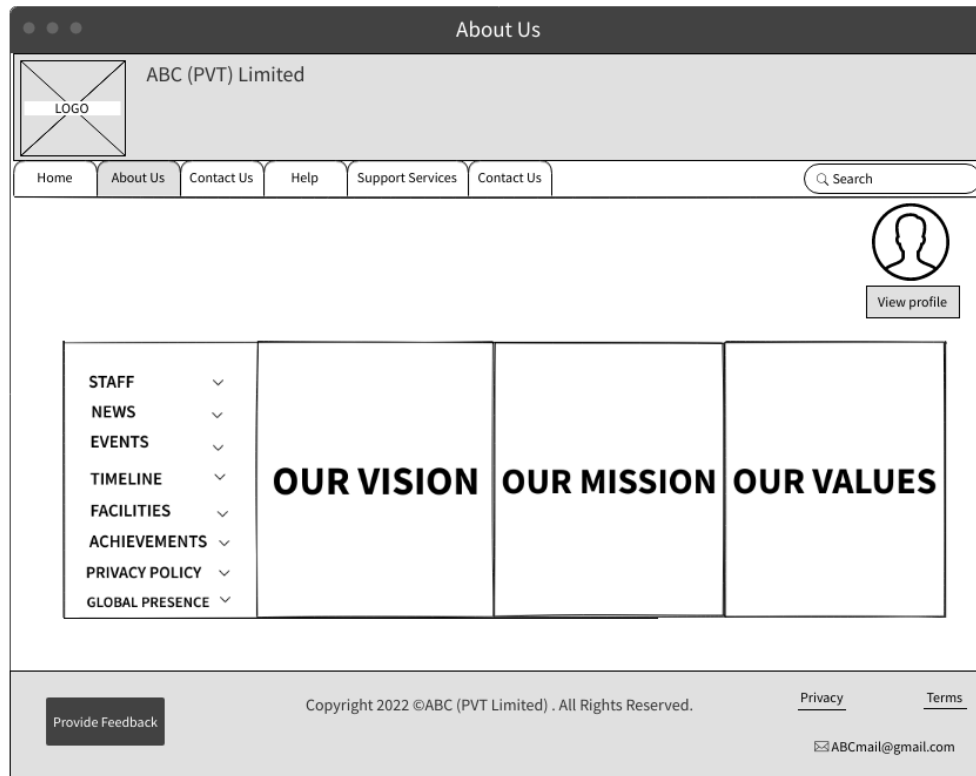 About Us
ABC (PVT) Limited
LOGO
Home About Us Contact Us Help Support Services Contact Us Search
View profile
STAFF
NEWS
EVENTS
TIMELINE
FACILITIES
ACHIEVEMENTS
PRIVACY POLICY
GLOBAL PRESENCE
OUR VISION
OUR MISSION
OUR VALUES
Provide Feedback
Copyright 2022 ©ABC (PVT Limited) . All Rights Reserved.
Privacy Terms
ABCmail@gmail.com